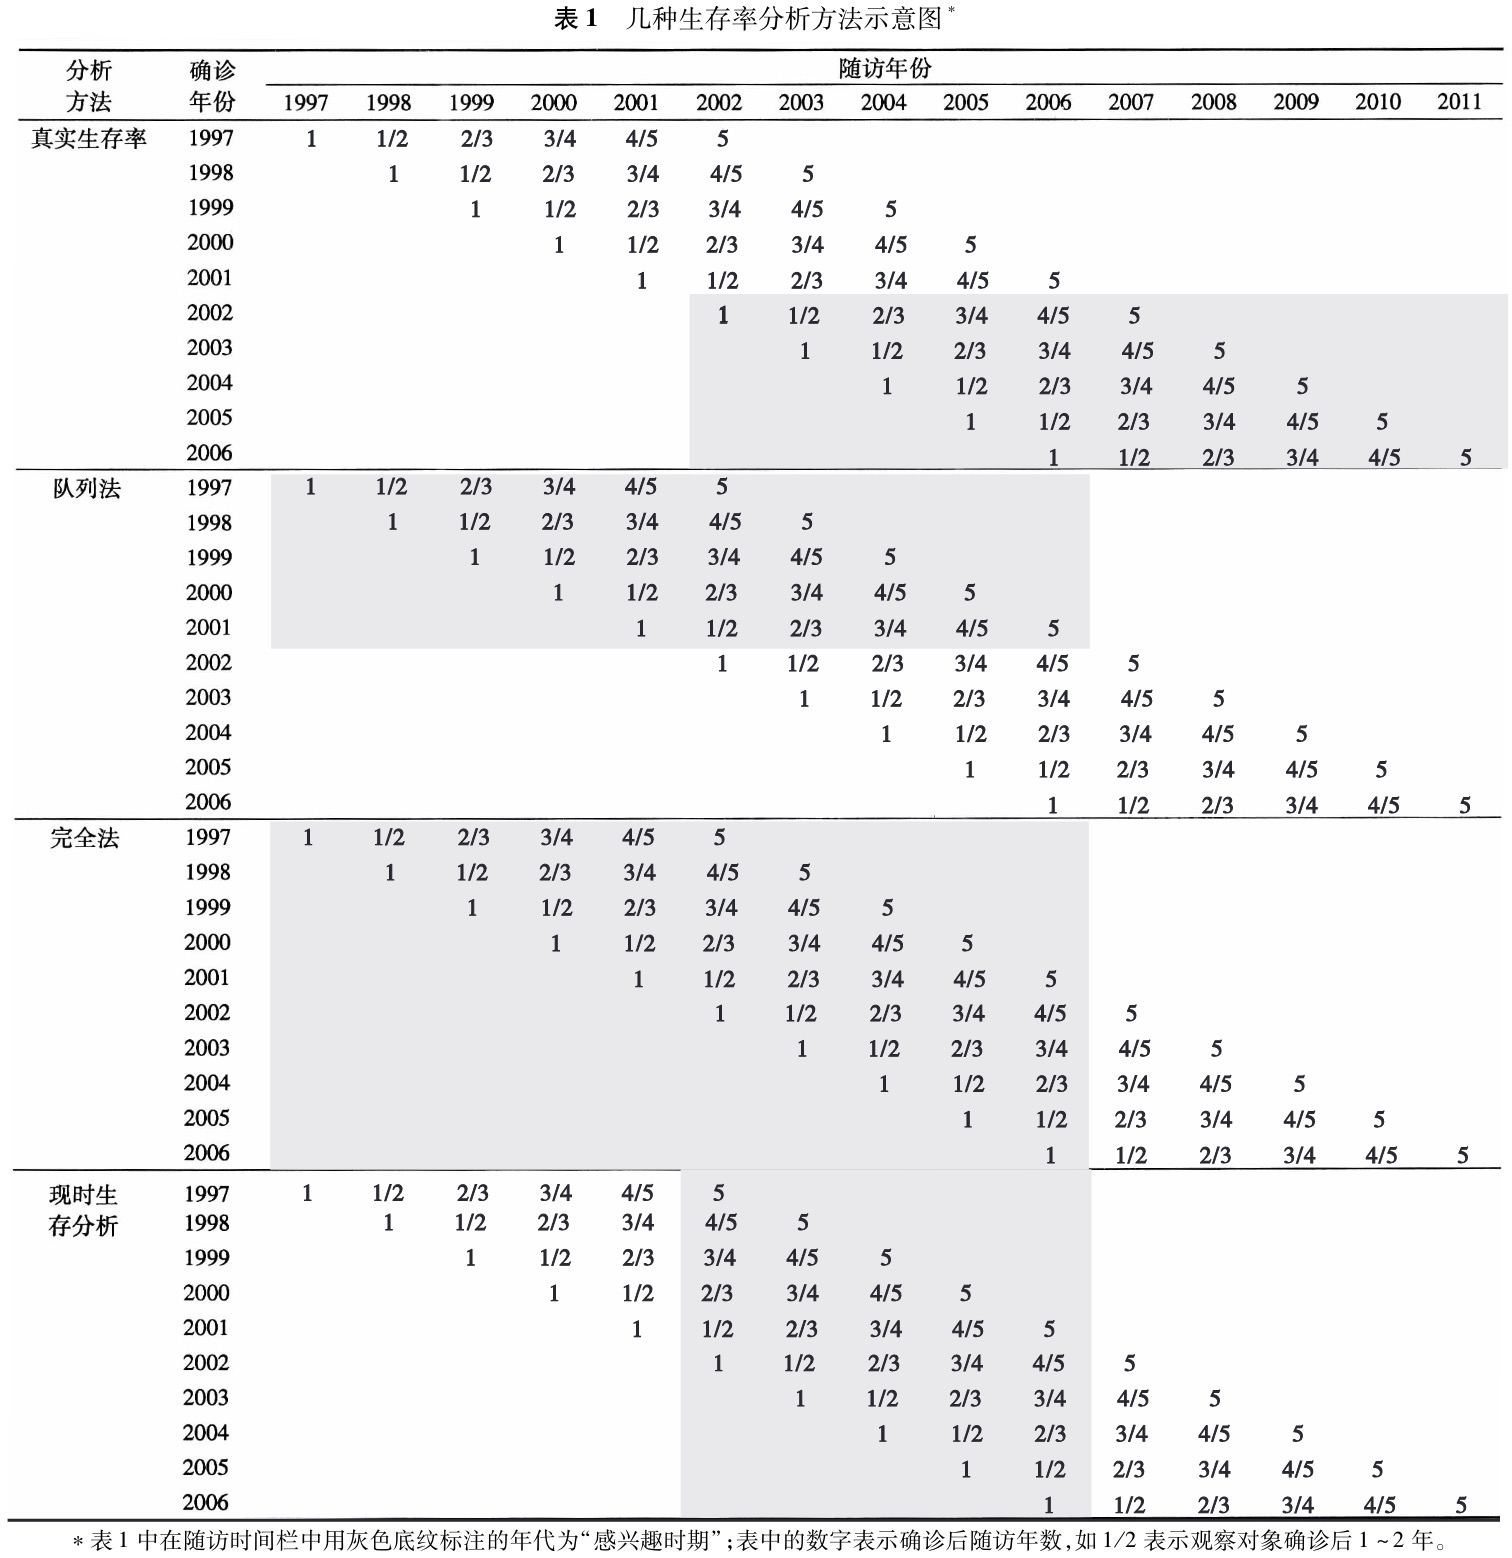 表1 几种生存率分析方法示意图*
分析 确诊 随访年份
方法 年份 1997 1998 1999 2000 2001 2002 2003 2004 2005 2006 2007 2008 2009 2010 2011
真实生存率 1997 1 1/2 2/3 3/4 4/5 5
1998 1 1/2 2/3 3/4 4/5 5
1999 1 1/2 2/3 3/4 4/5 5
2000 1 1/2 2/3 3/4 4/5 5
2001 1 1/2 2/3 3/4 4/5 5
2002 1 1/2 2/3 3/4 4/5 5
2003 1 1/2 2/3 3/4 4/5 5
2004 1 1/2 2/3 3/4 4/5 5
2005 1 1/2 2/3 3/4 4/5 5
2006 1 1/2 2/3 3/4 4/5 5
队列法 1997 1 1/2 2/3 3/4 4/5 5
1998 1 1/2 2/3 3/4 4/5 5
1999 1 1/2 2/3 3/4 4/5 5
2000 1 1/2 2/3 3/4 4/5 5
2001 1 1/2 2/3 3/4 4/5 5
2002 1 1/2 2/3 3/4 4/5 5
2003 1 1/2 2/3 3/4 4/5 5
2004 1 1/2 2/3 3/4 4/5 5
2005 1 1/2 2/3 3/4 4/5 5
2006 1 1/2 2/3 3/4 4/5 5
完全法 1997 1 1/2 2/3 3/4 4/5 5
1998 1 1/2 2/3 3/4 4/5 5
1999 1 1/2 2/3 3/4 4/5 5
2000 1 1/2 2/3 3/4 4/5 5
2001 1 1/2 2/3 3/4 4/5 5
2002 1 1/2 2/3 3/4 4/5 5
2003 1 1/2 2/3 3/4 4/5 5
2004 1 1/2 2/3 3/4 4/5 5
2005 1 1/2 2/3 3/4 4/5 5
2006 1 1/2 2/3 3/4 4/5 5
现时生 1997 1 1/2 2/3 3/4 4/5 5
存分析 1998 1 1/2 2/3 3/4 4/5 5
1999 1 1/2 2/3 3/4 4/5 5
2000 1 1/2 2/3 3/4 4/5 5
2001 1 1/2 2/3 3/4 4/5 5
2002 1 1/2 2/3 3/4 4/5 5
2003 1 1/2 2/3 3/4 4/5 5
2004 1 1/2 2/3 3/4 4/5 5
2005 1 1/2 2/3 3/4 4/5 5
2006 1 1/2 2/3 3/4 4/5 5
*表1中在随访时间栏中用灰色底纹标注的年代为“感兴趣时期”;表中的数字表示确诊后随访年数,如1/2表示观察对象确诊后1~2年。